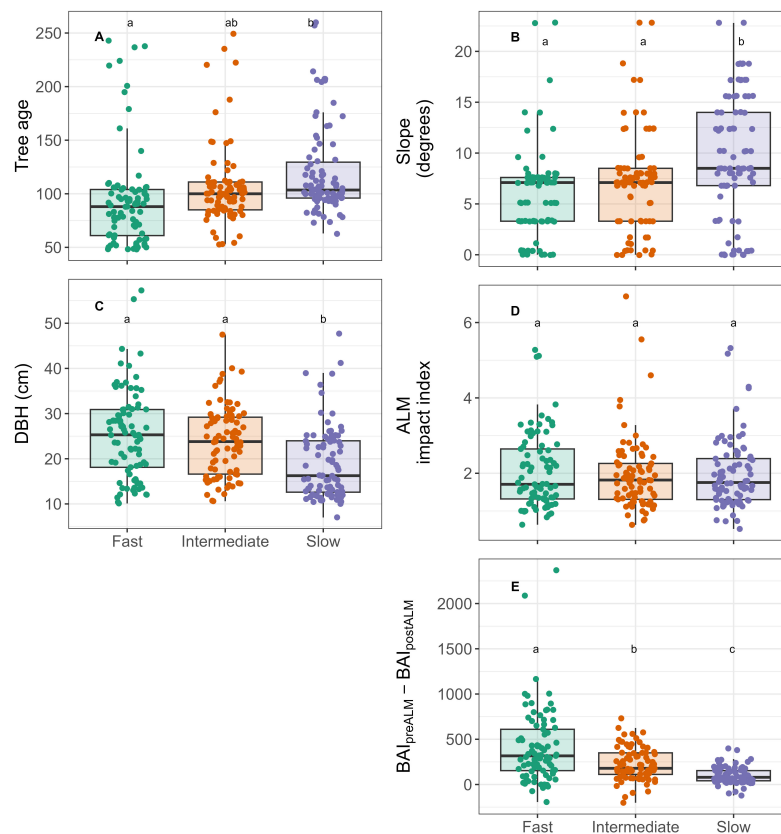 A
a
ab
b
250
200
150
100
50
Tree age
B
a
a
b
20
15
10
5
0
Slope
(degrees)
C
a
a
b
50
40
30
20
10
DBH (cm)
Fast
Intermediate
Slow
D
a
a
a
6
4
2
0
ALM
impact index
E
a
b
c
2000
1500
1000
500
0
BAIpreALM − BAIpostALM
Fast
Intermediate
Slow